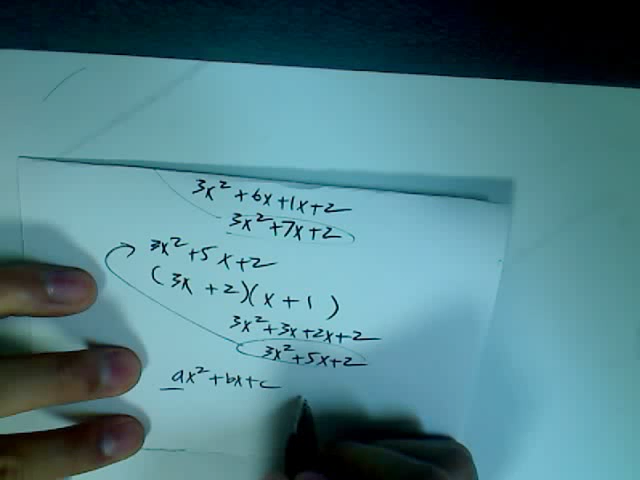 3x² + 6x + 1x + 2
3x² + 7x + 2
3x² + 5x + 2
(3x + 2)(x + 1)
3x² + 3x + 2x + 2
3x² + 5x + 2
ax² + bx + c